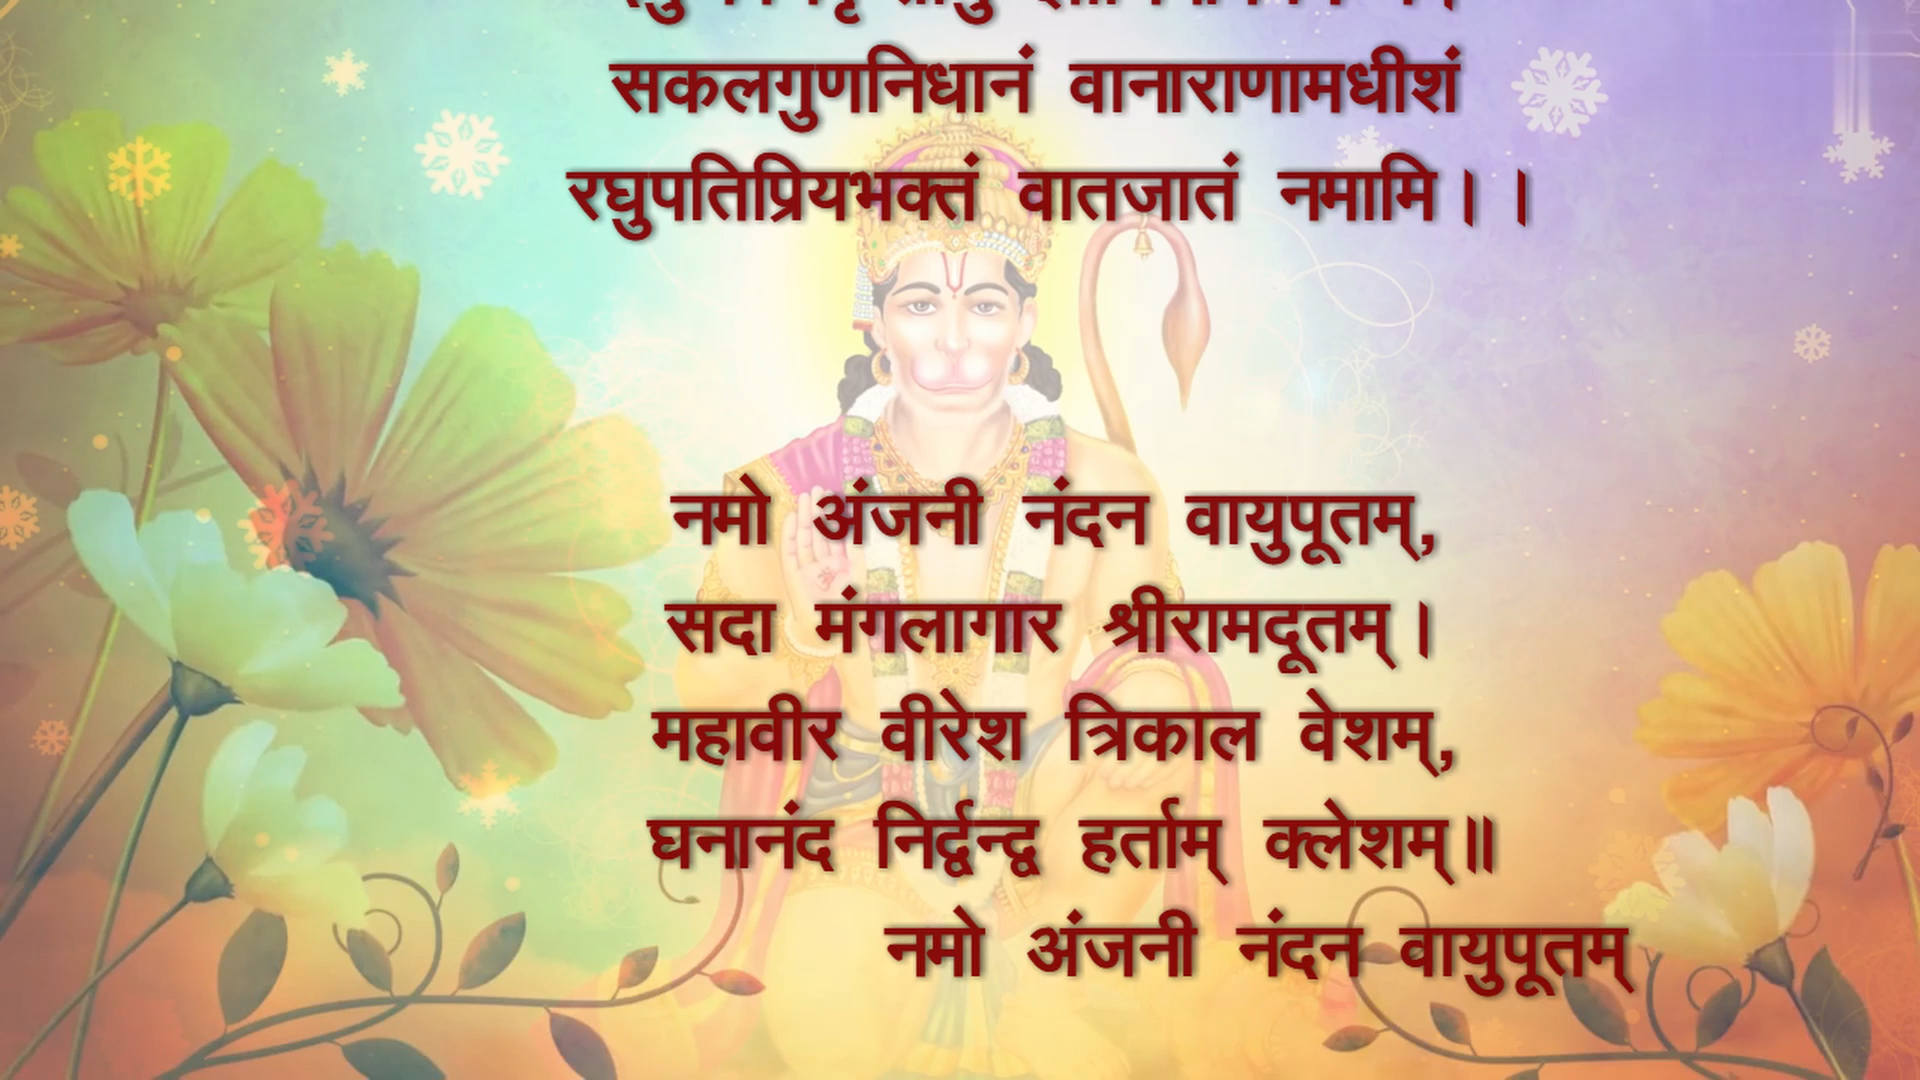 सकलगुणनिधानं वानाराणामधीशं
रघुपतिप्रियभक्तं वातजातं नमामि।।
नमो अंजनी नंदन वायुपूतम्,
सदा मंगलागार श्रीरामदूतम्।
महावीर वीरेश त्रिकाल वेशम्,
घनानंद निर्द्वन्द्व हर्ताम् क्लेशम्॥
नमो अंजनी नंदन वायुपूतम्